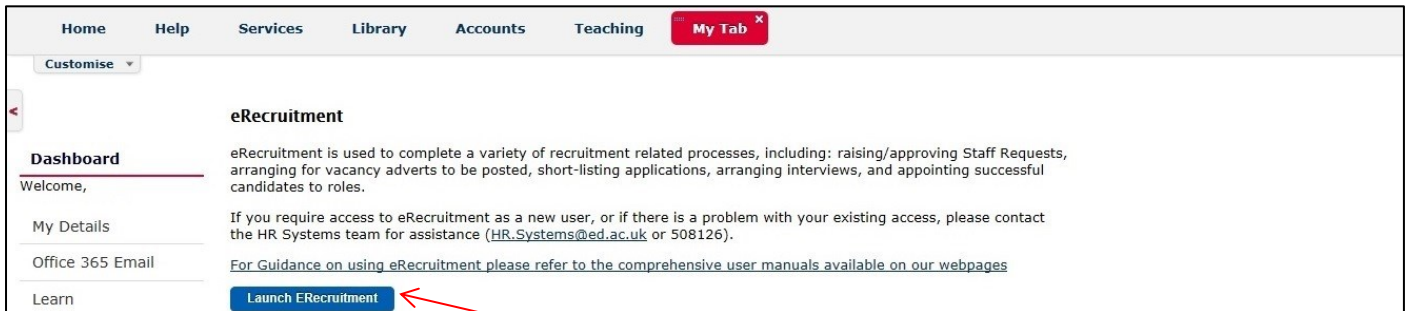 Home Help Services Library Accounts Teaching My Tab x
Customise
<
eRecruitment
eRecruitment is used to complete a variety of recruitment related processes, including: raising/approving Staff Requests,
arranging for vacancy adverts to be posted, short-listing applications, arranging interviews, and appointing successful
candidates to roles.
If you require access to eRecruitment as a new user, or if there is a problem with your existing access, please contact
the HR Systems team for assistance (HR.Systems@ed.ac.uk or 508126).
For Guidance on using eRecruitment please refer to the comprehensive user manuals available on our webpages
Launch ERecruitment
Dashboard
Welcome,
My Details
Office 365 Email
Learn